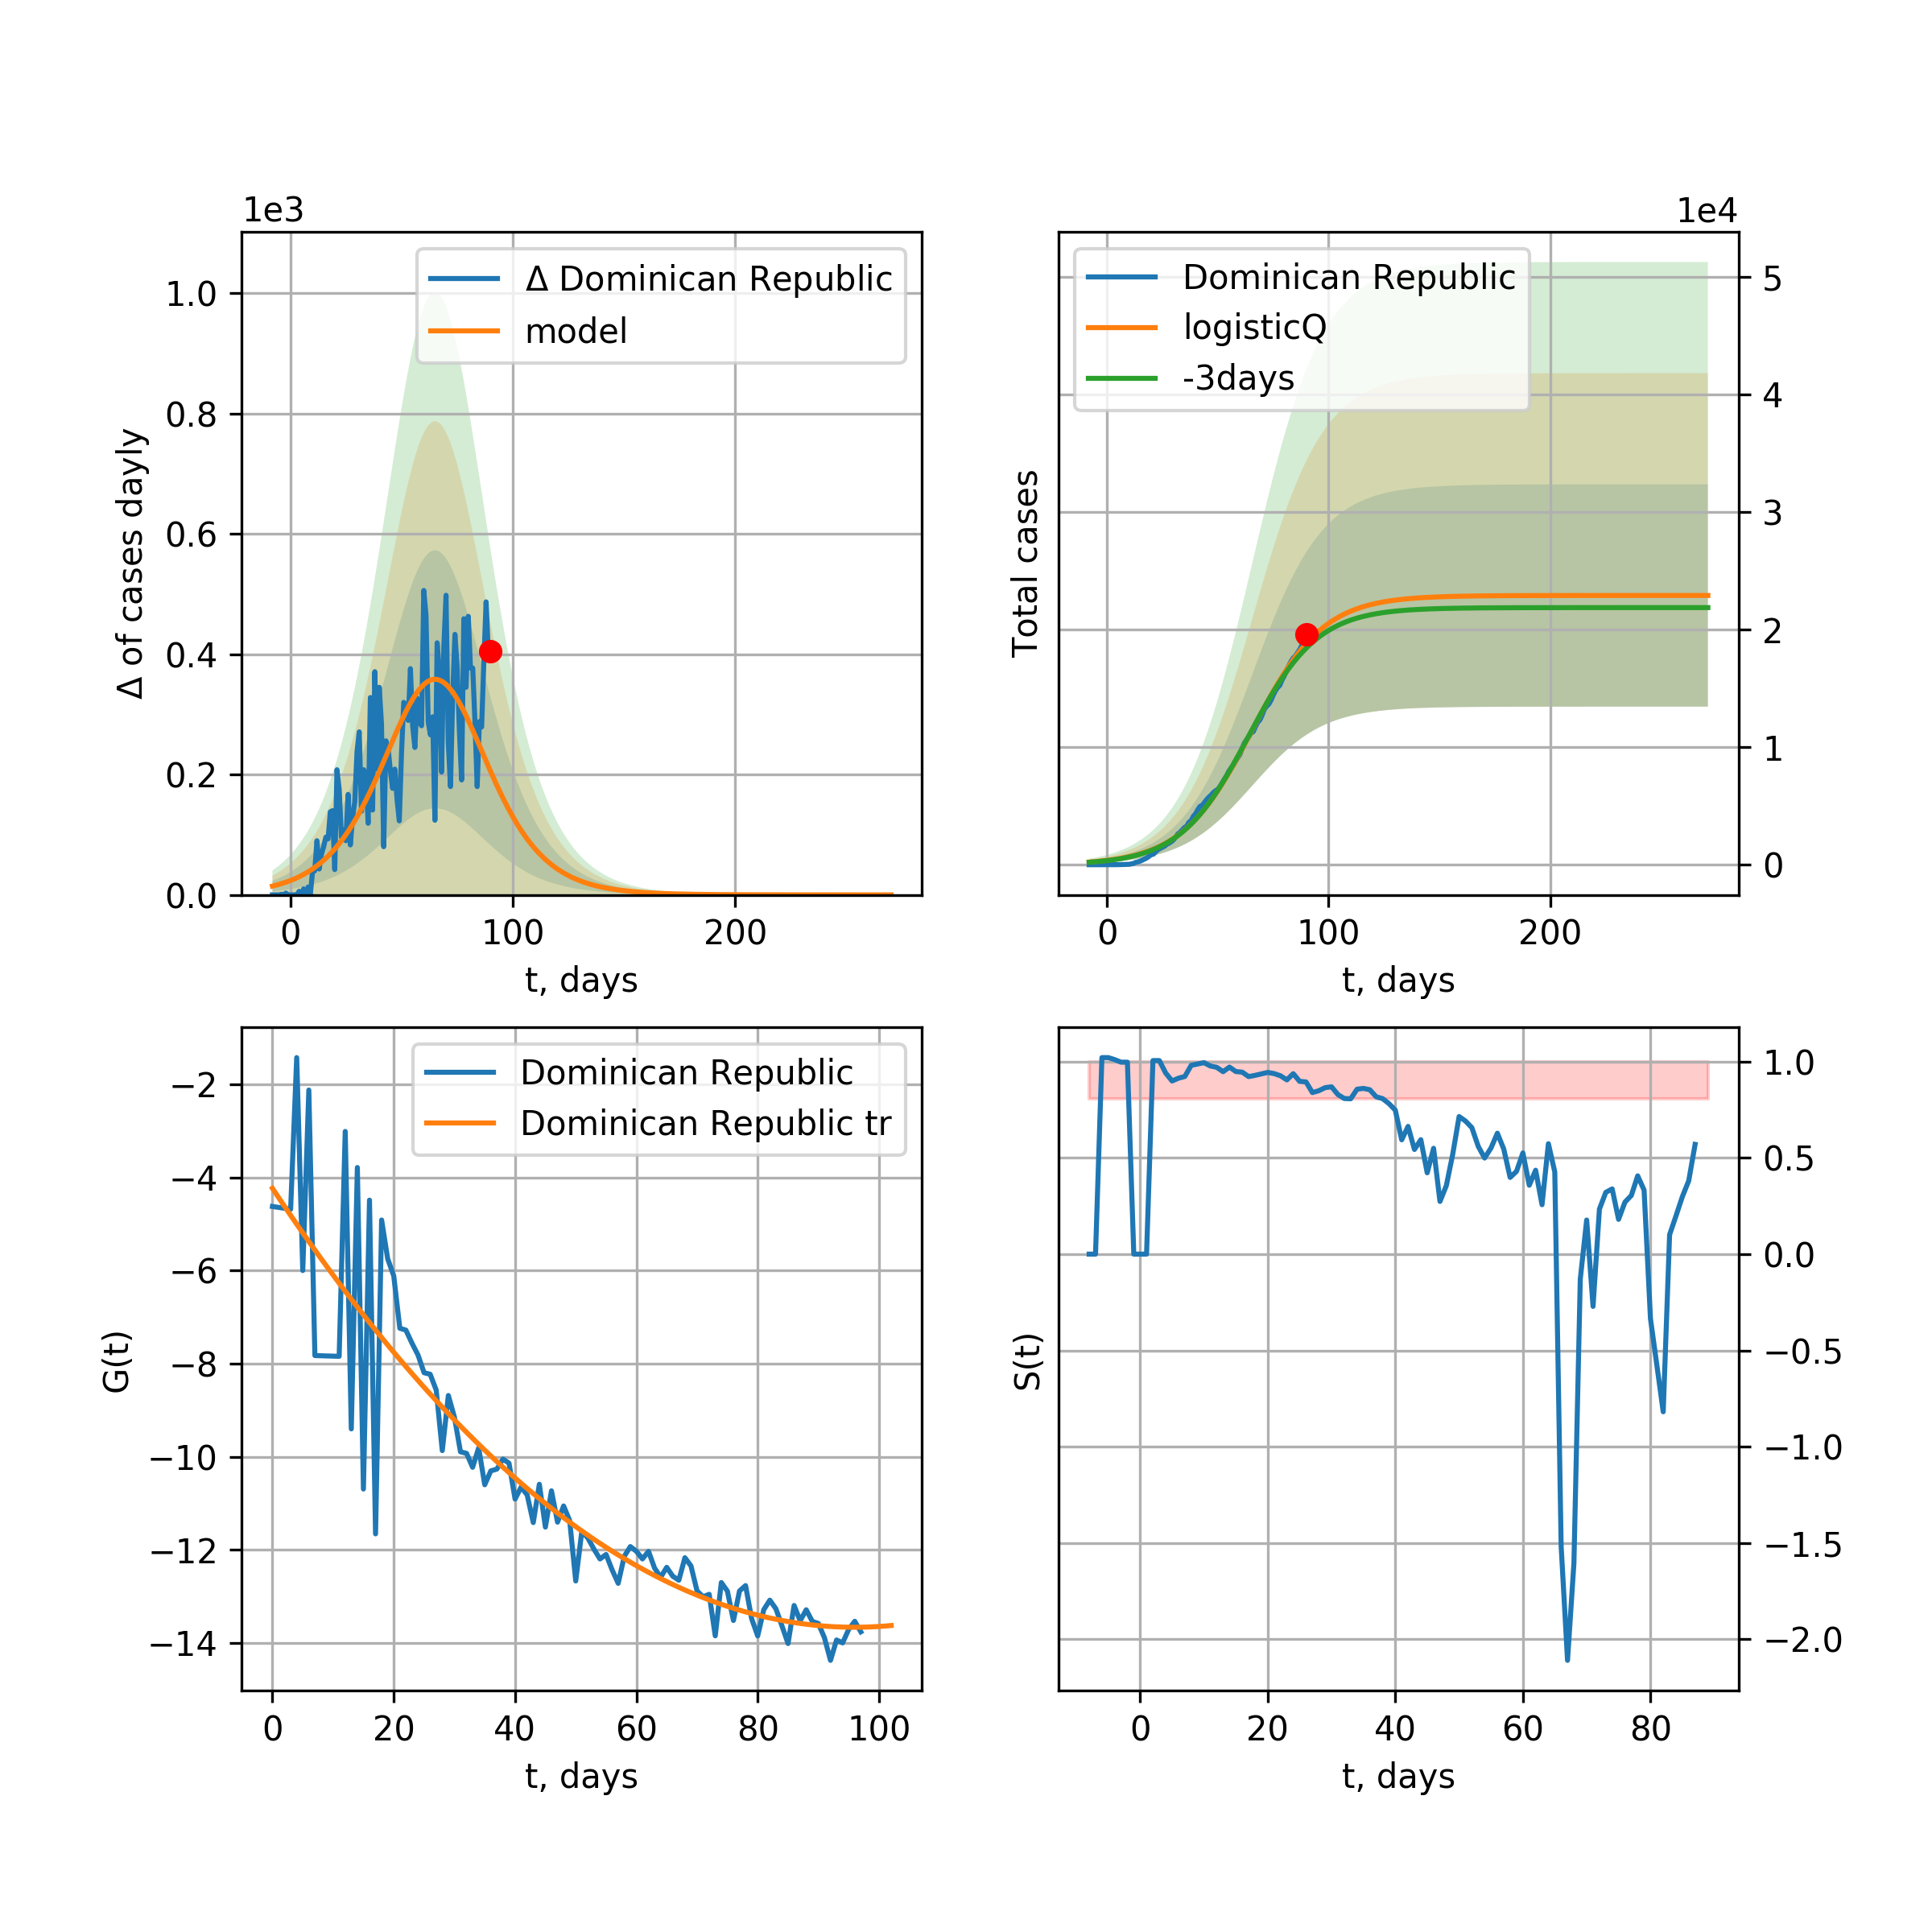 1e3
Δ of cases dayly
1.0
0.8
0.6
0.4
0.2
0.0
Δ Dominican Republic
model
0 100 200
t, days
1e4
Total cases
Dominican Republic
logisticQ
-3days
5
4
3
2
1
0
0 100 200
t, days
G(t)
−2
−4
−6
−8
−10
−12
−14
Dominican Republic
Dominican Republic tr
0 20 40 60 80 100
t, days
S(t)
1.0
0.5
0.0
−0.5
−1.0
−1.5
−2.0
0 20 40 60 80
t, days